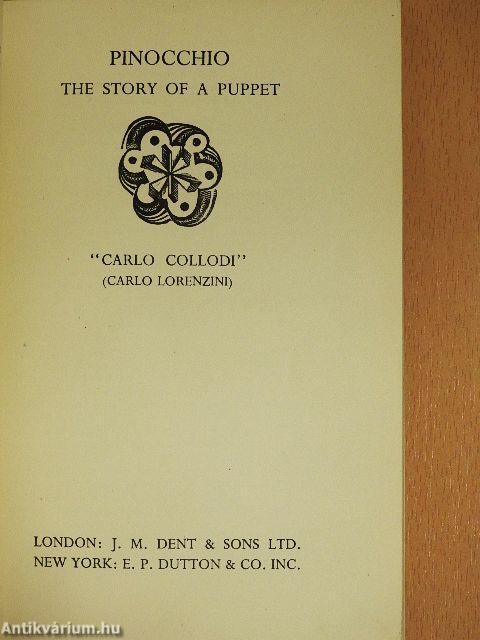 PINOCCHIO
THE STORY OF A PUPPET
"CARLO COLLODI"
(CARLO LORENZINI)
LONDON: J. M. DENT & SONS LTD.
NEW YORK: E. P. DUTTON & CO. INC.
Antikvárium.hu